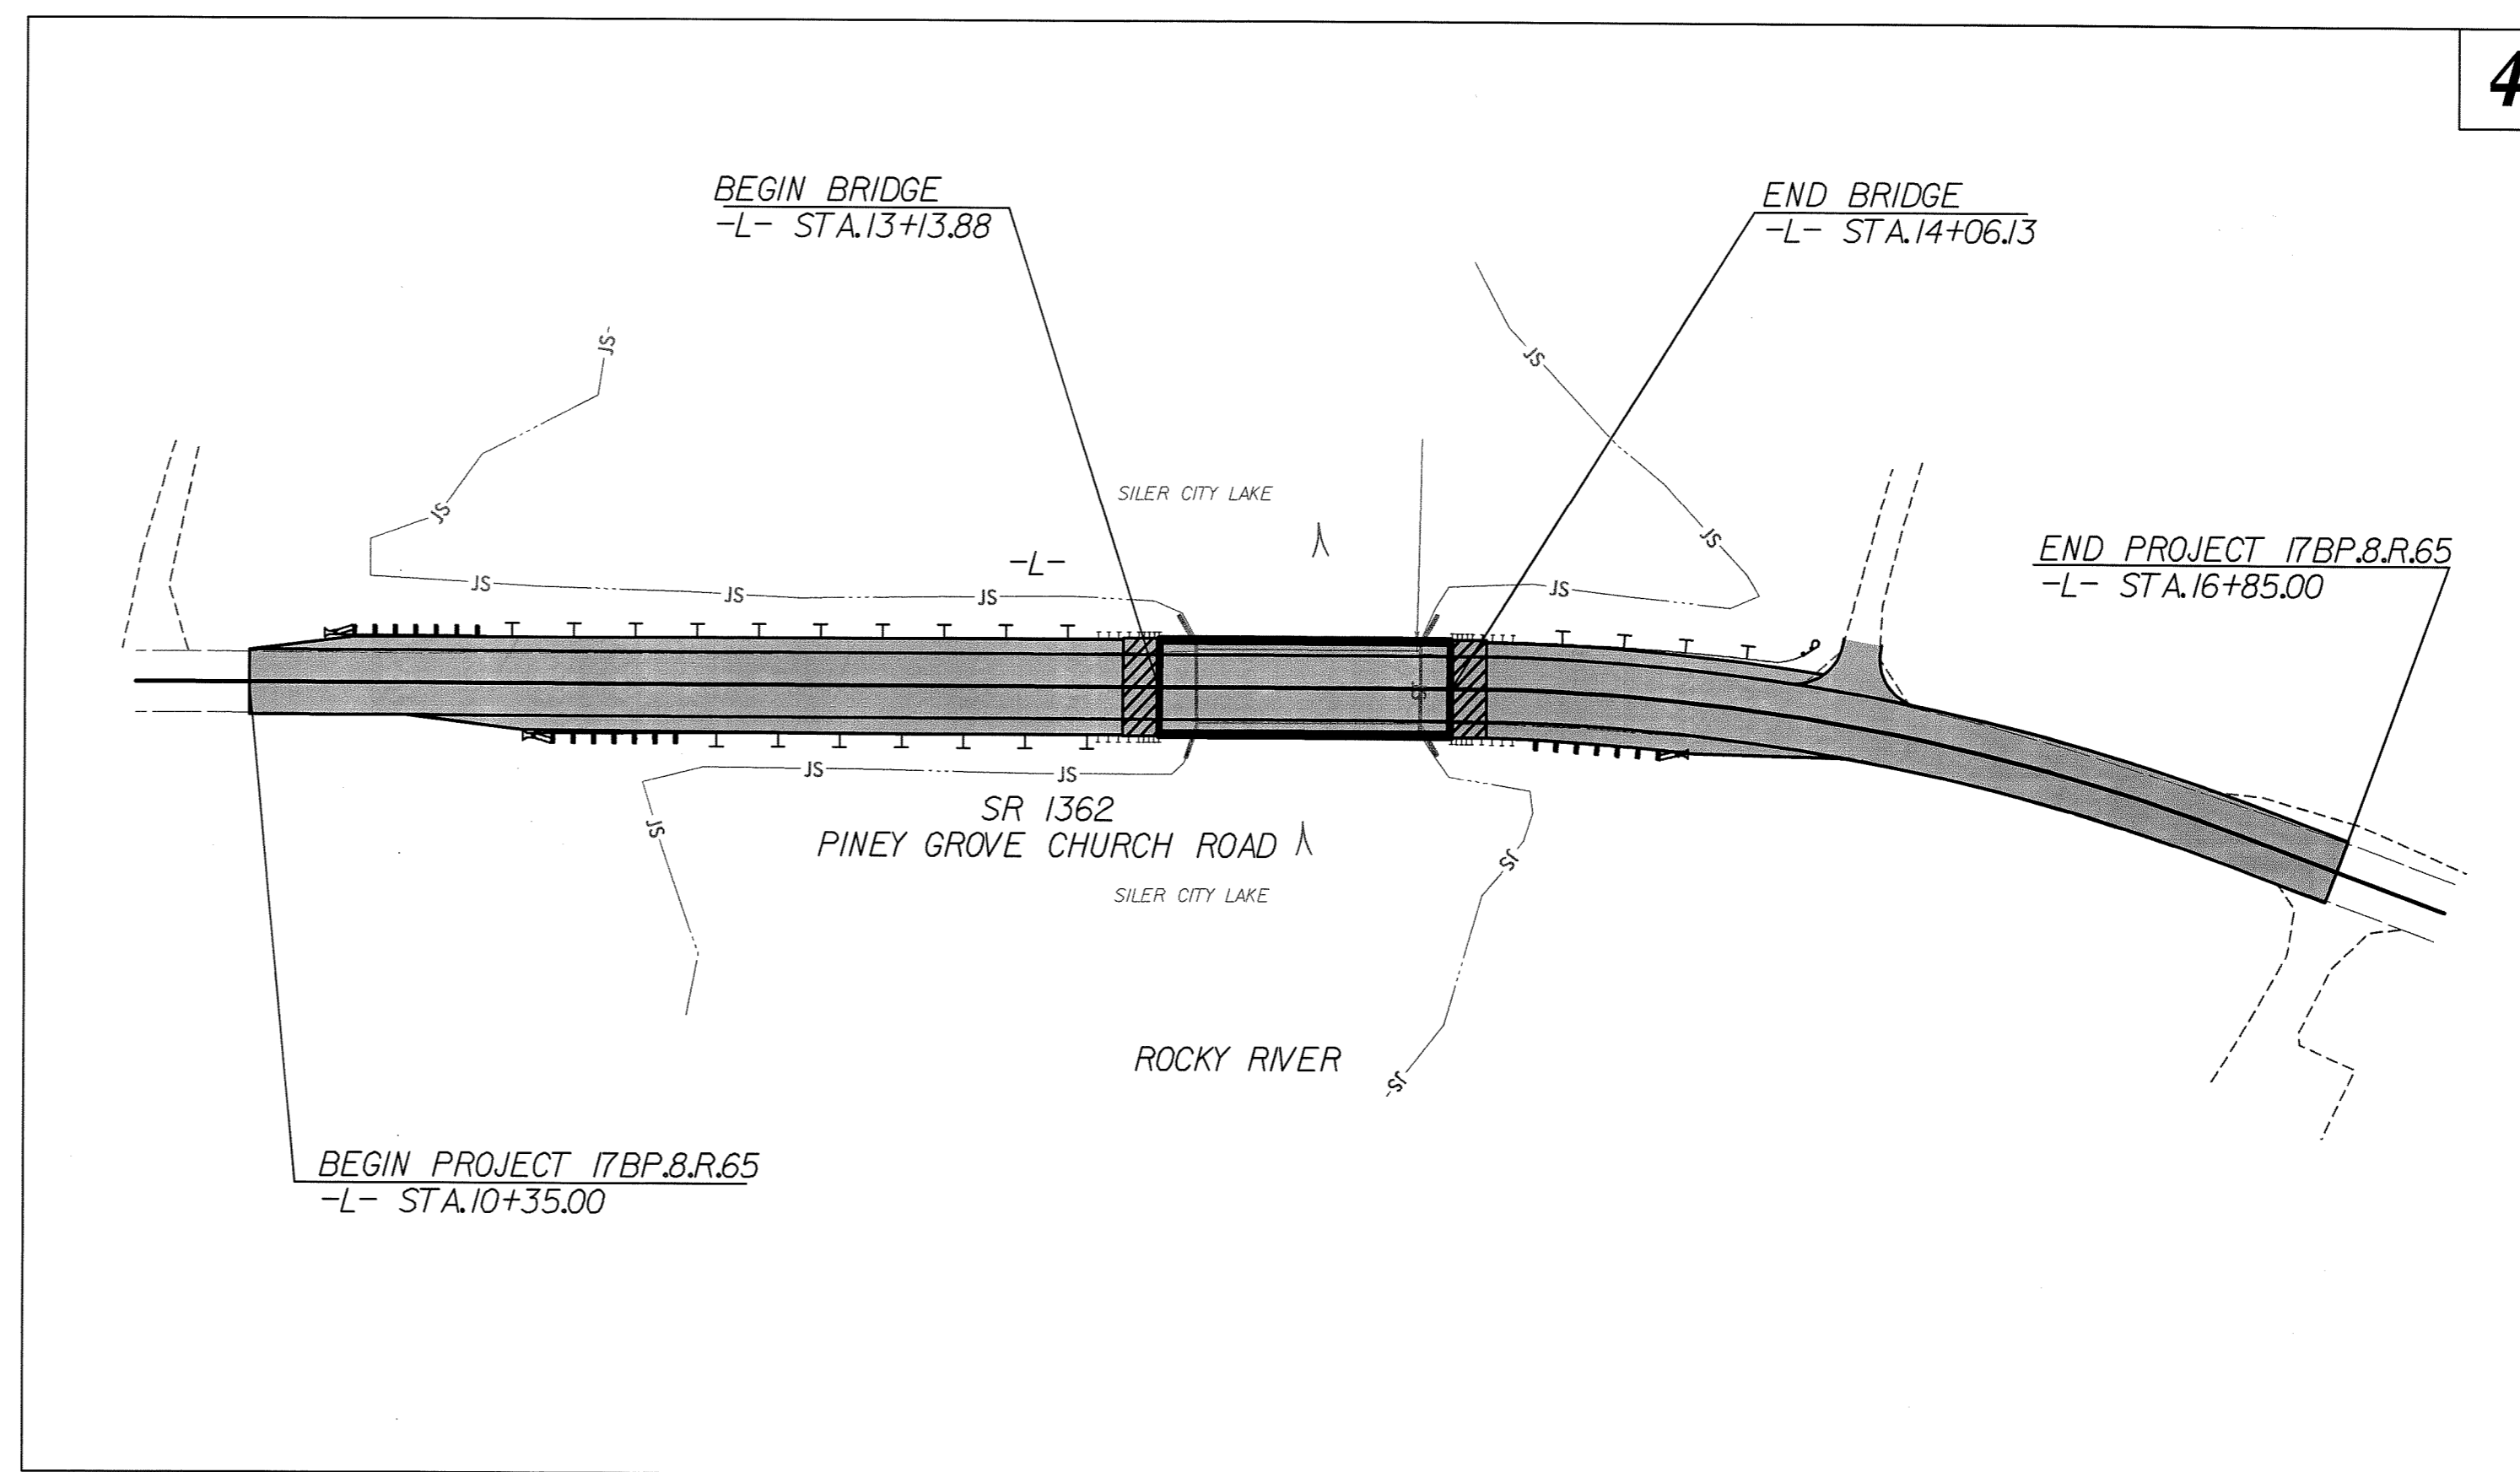 4
BEGIN BRIDGE
-L- STA.13+13.88
END BRIDGE
-L- STA.14+06.13
JS
JS
SILER CITY LAKE
JS
JS
END PROJECT 17BP.8.R.65
-L- STA.16+85.00
-L-
JS
JS
JS
JS
JS
JS
SR 1362
PINEY GROVE CHURCH ROAD
JS
JS
SILER CITY LAKE
ROCKY RIVER
JS
BEGIN PROJECT 17BP.8.R.65
-L- STA.10+35.00